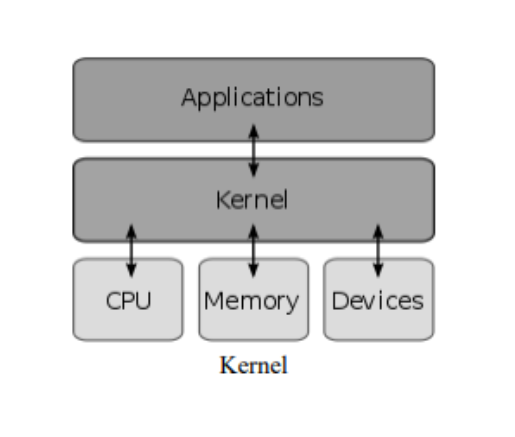 Applications
Kernel
CPU Memory Devices
Kernel